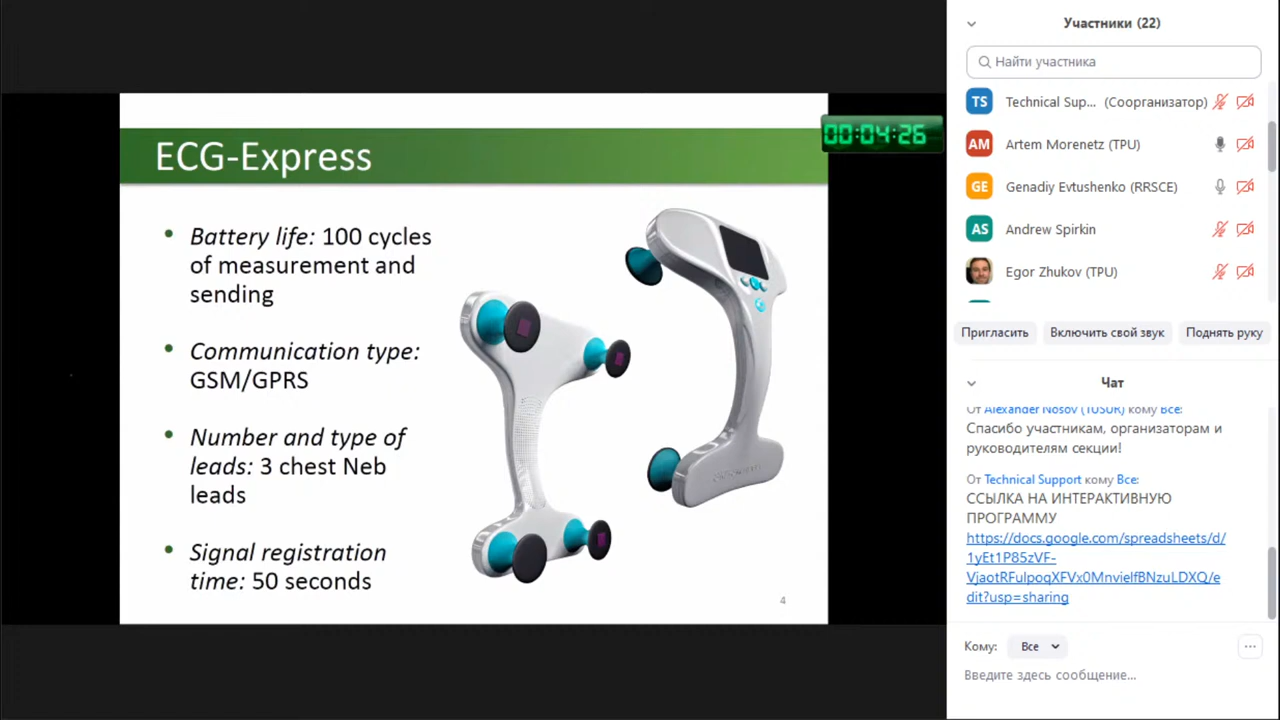 ECG-Express
• Battery life: 100 cycles
of measurement and
sending
• Communication type:
GSM/GPRS
• Number and type of
leads: 3 chest Neb
leads
• Signal registration
time: 50 seconds
4
00:04:26
Участники (22)
Найти участника
TS Technical Sup... (Соорганизатор)
AM Artem Morenetz (TPU)
GE Genadiy Evtushenko (RRSCE)
AS Andrew Spirkin
Egor Zhukov (TPU)
Пригласить Включить свой звук Поднять руку
Чат
От Alexander Nosov (TUSUR) кому Все:
Спасибо участникам, организаторам и
руководителям секции!
От Technical Support кому Все:
ССЫЛКА НА ИНТЕРАКТИВНУЮ
ПРОГРАММУ
https://docs.google.com/spreadsheets/d/
1yEt1P85zVF-
VjaotRFulpoqXFVx0MnvielfBNzuLDXQ/e
dit?usp=sharing
Кому: Все
Введите здесь сообщение...